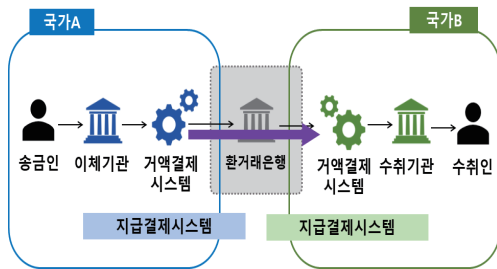 국가A
국가B
송금인
이체기관
거액결제
시스템
환거래은행
거액결제
시스템
수취기관
수취인
지급결제시스템
지급결제시스템